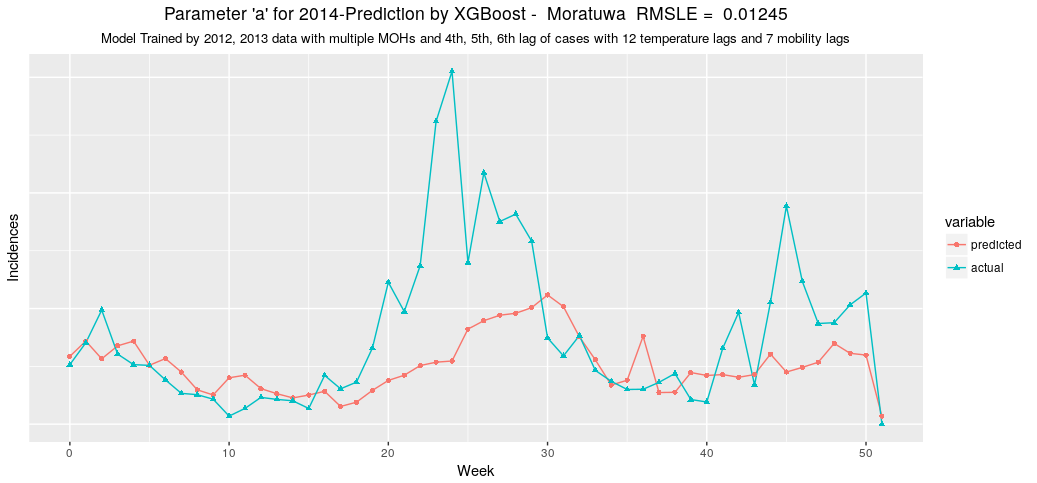 Parameter 'a' for 2014-Prediction by XGBoost - Moratuwa RMSLE = 0.01245
Model Trained by 2012, 2013 data with multiple MOHs and 4th, 5th, 6th lag of cases with 12 temperature lags and 7 mobility lags
Incidences
variable
predicted
actual
0 10 20 30 40 50
Week